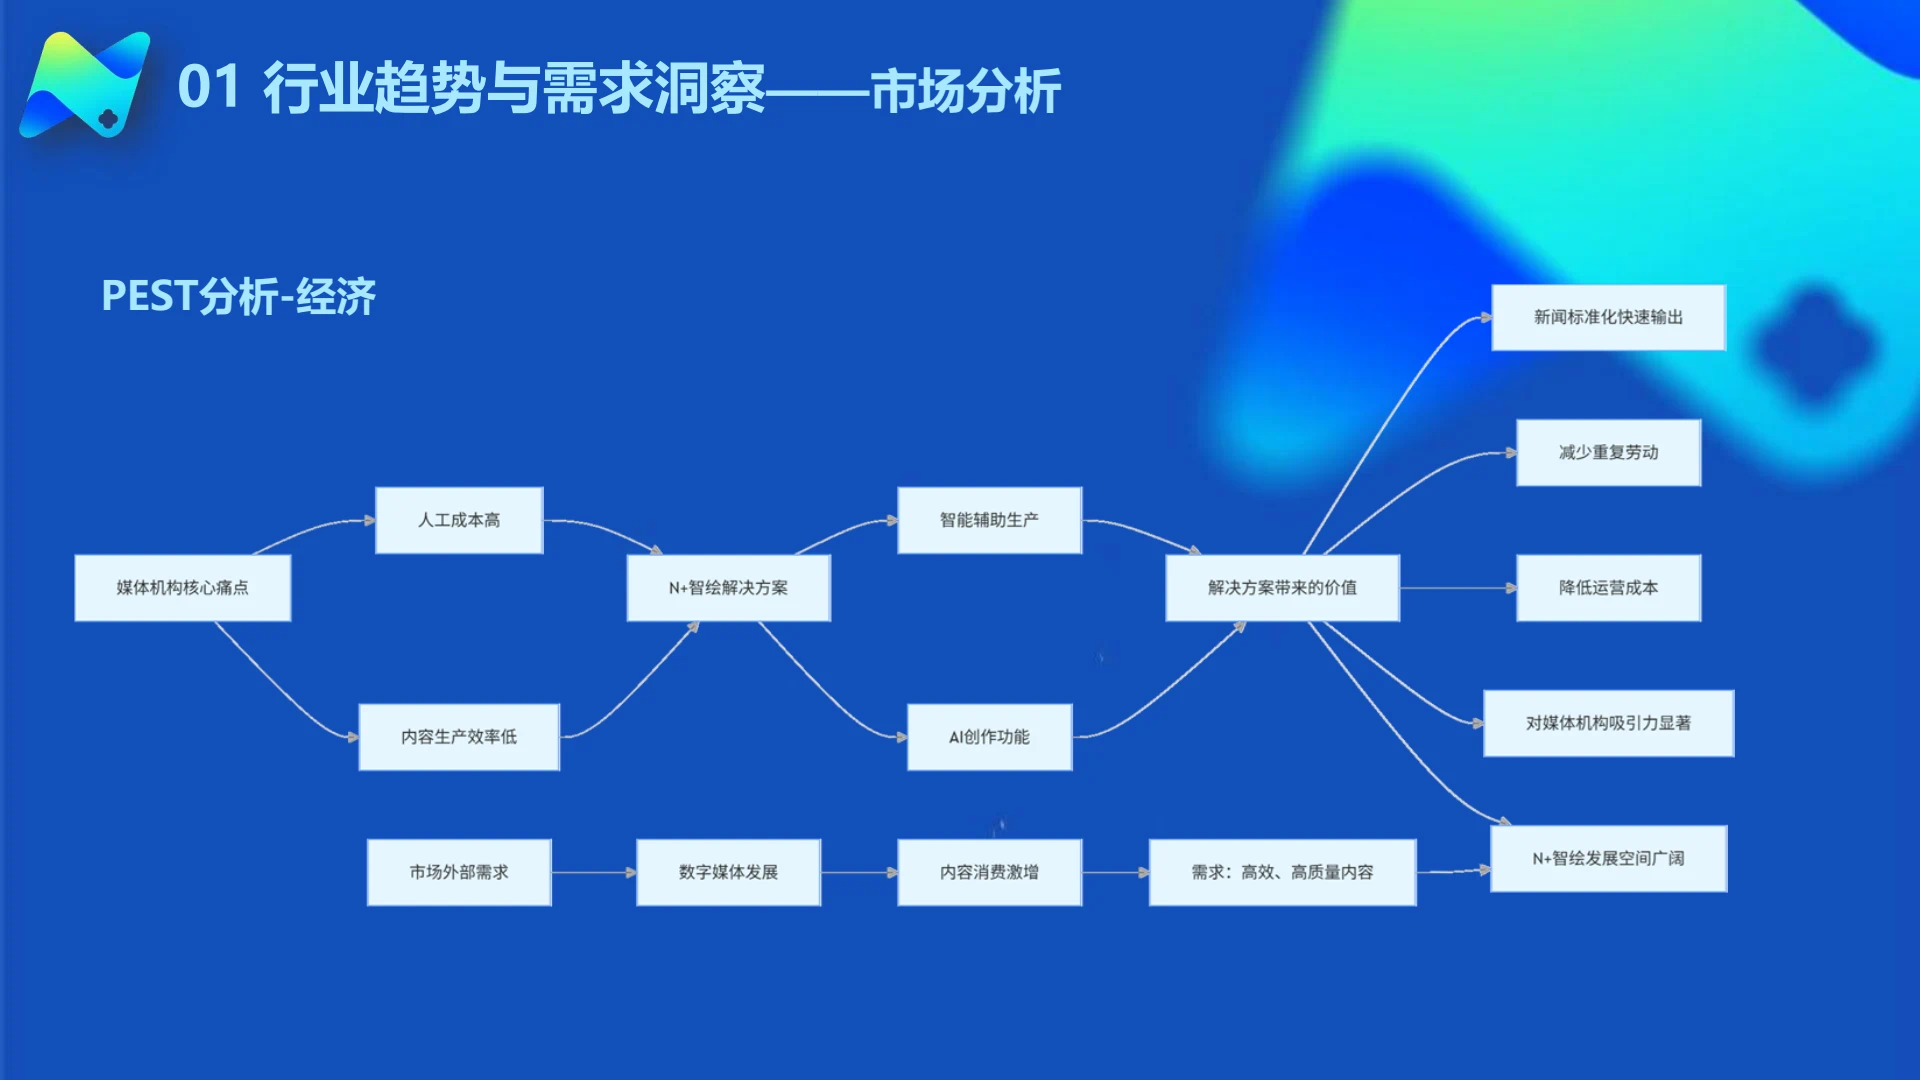 01 行业趋势与需求洞察——市场分析
PEST分析-经济
新闻标准化快速输出
减少重复劳动
人工成本高
智能辅助生产
媒体机构核心痛点
N+智绘解决方案
解决方案带来的价值
降低运营成本
对媒体机构吸引力显著
内容生产效率低
AI创作功能
N+智绘发展空间广阔
市场外部需求
数字媒体发展
内容消费激增
需求：高效、高质量内容